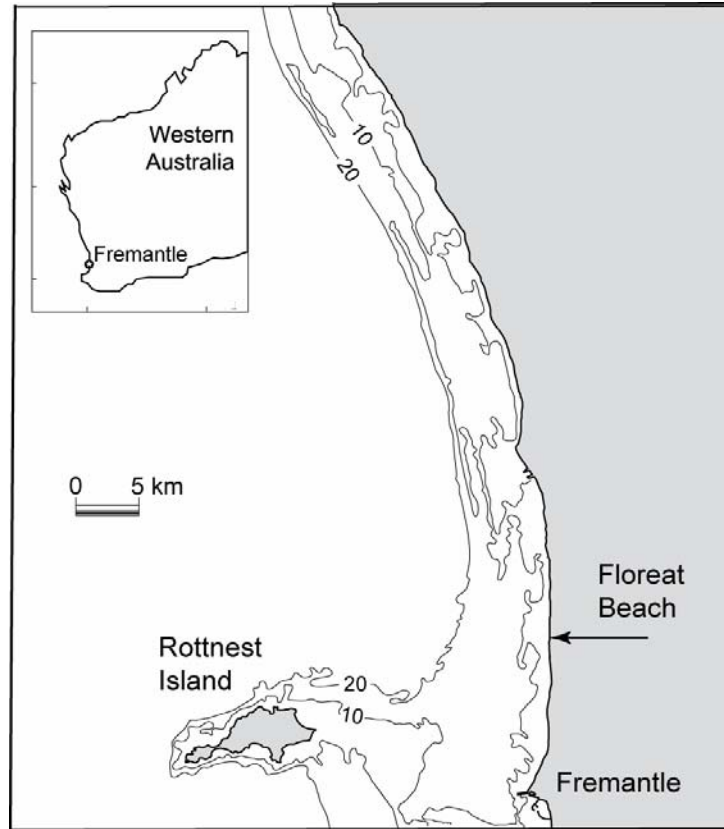 Western
Australia
Fremantle
10
20
0 5 km
Floreat
Beach
Rottnest
Island
20
10
Fremantle